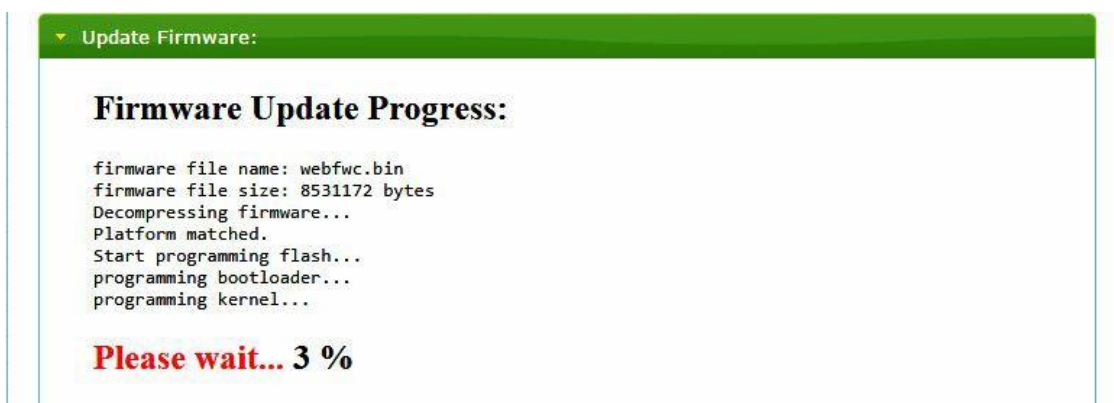 Update Firmware:
Firmware Update Progress:
firmware file name: webfwc.bin
firmware file size: 8531172 bytes
Decompressing firmware...
Platform matched.
Start programming flash...
programming bootloader...
programming kernel...
Please wait... 3 %